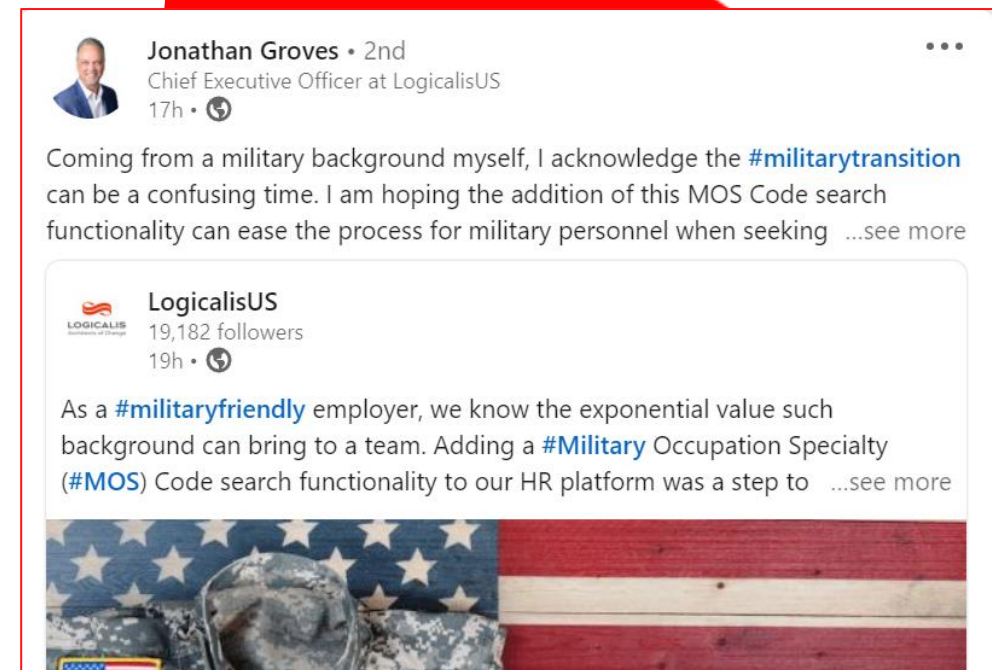 Jonathan Groves • 2nd
Chief Executive Officer at LogicalisUS
17h •
Coming from a military background myself, I acknowledge the #militarytransition
can be a confusing time. I am hoping the addition of this MOS Code search
functionality can ease the process for military personnel when seeking ...see more
LOGICALIS
Architects of Change
LogicalisUS
19,182 followers
19h •
As a #militaryfriendly employer, we know the exponential value such
background can bring to a team. Adding a #Military Occupation Specialty
(#MOS) Code search functionality to our HR platform was a step to ...see more